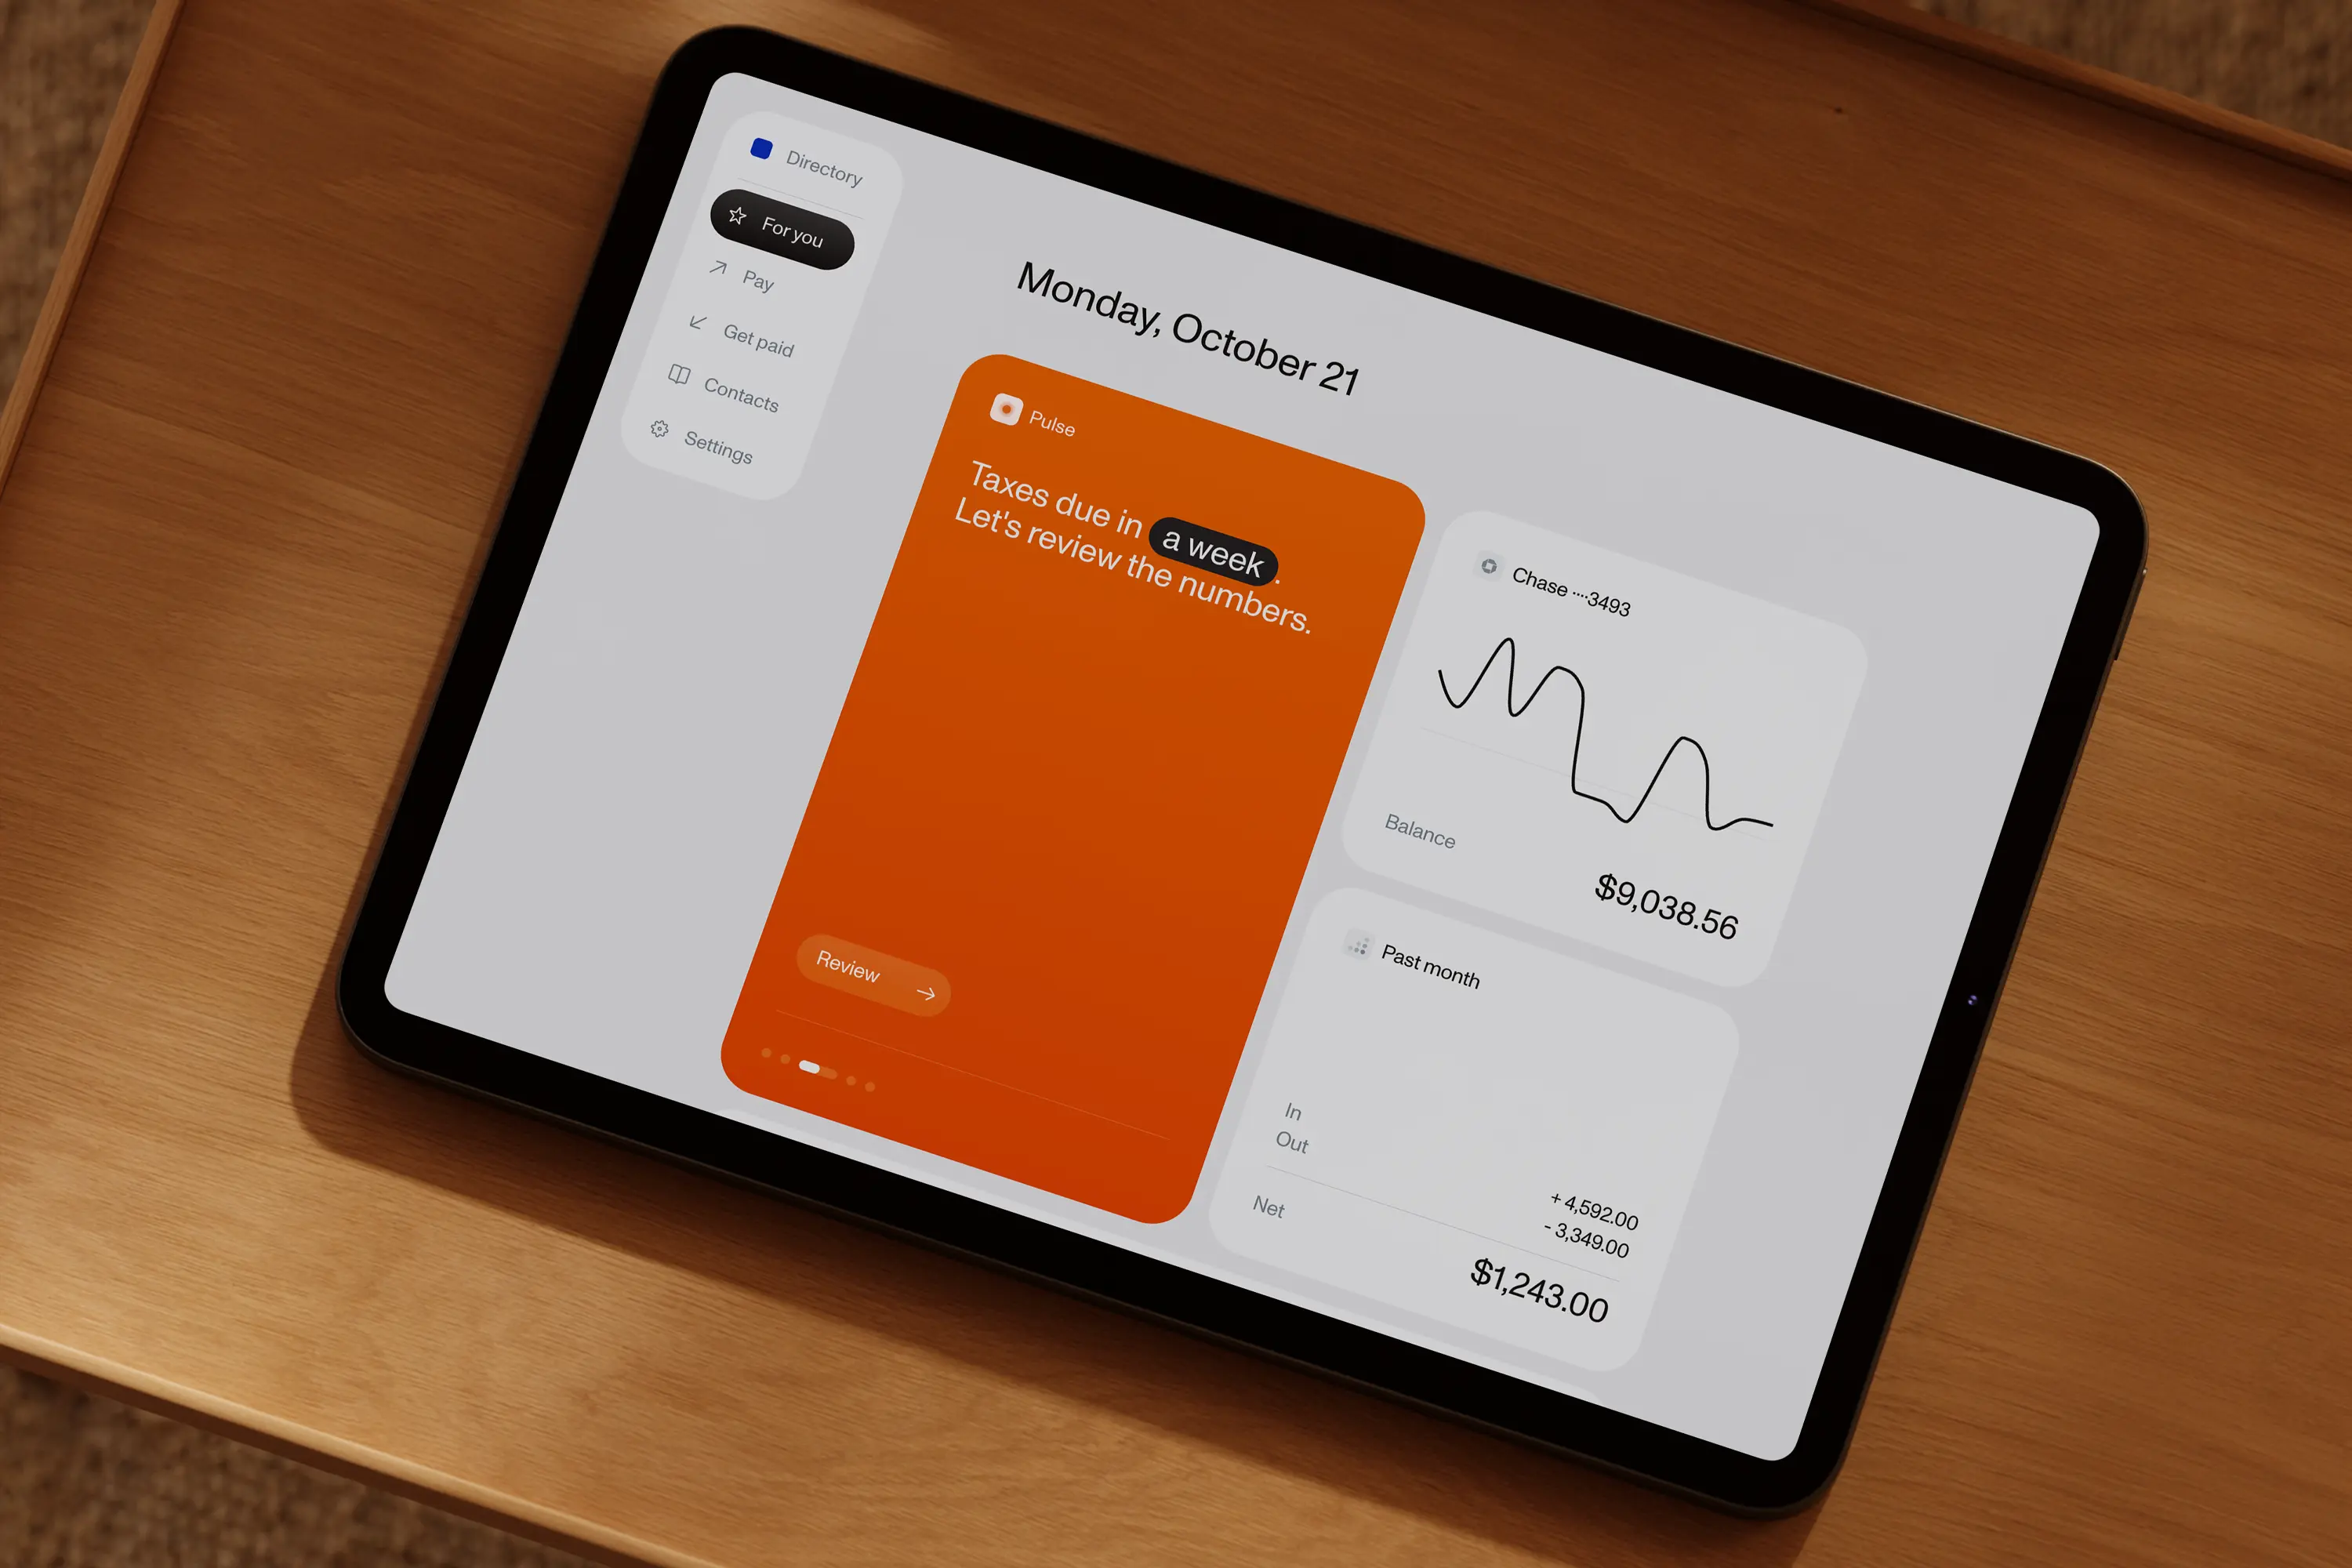 Directory
For you
Pay
Get paid
Contacts
Settings
Monday, October 21
Pulse
Taxes due in a week.
Let's review the numbers.
Review
Chase ····3493
Balance
$9,038.56
Past month
In
+ 4,592.00
Out
- 3,349.00
Net
$1,243.00